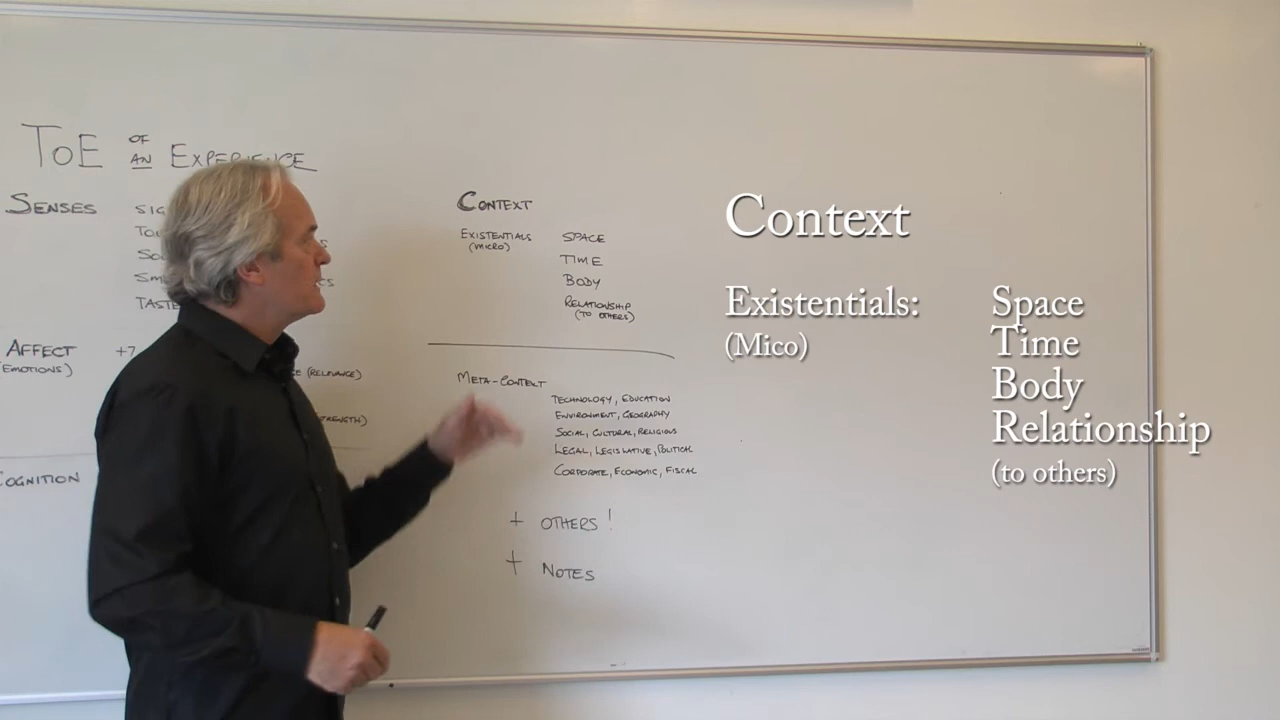 ToE OF AN EXPERIENCE
SENSES
TASTE
AFFECT +7
(EMOTIONS)
(RELEVANCE)
COGNITION
CONTEXT
EXISTENTIALS SPACE
(MICRO)
TIME
BODY
RELATIONSHIP
(TO OTHERS)
META-CONTEXT
TECHNOLOGY, EDUCATION
ENVIRONMENT, GEOGRAPHY
SOCIAL, CULTURAL, RELIGIOUS
LEGAL, LEGISLATIVE, POLITICAL
CORPORATE, ECONOMIC, FISCAL
+ OTHERS!
+ NOTES
Context
Existentials: Space
(Mico) Time
Body
Relationship
(to others)